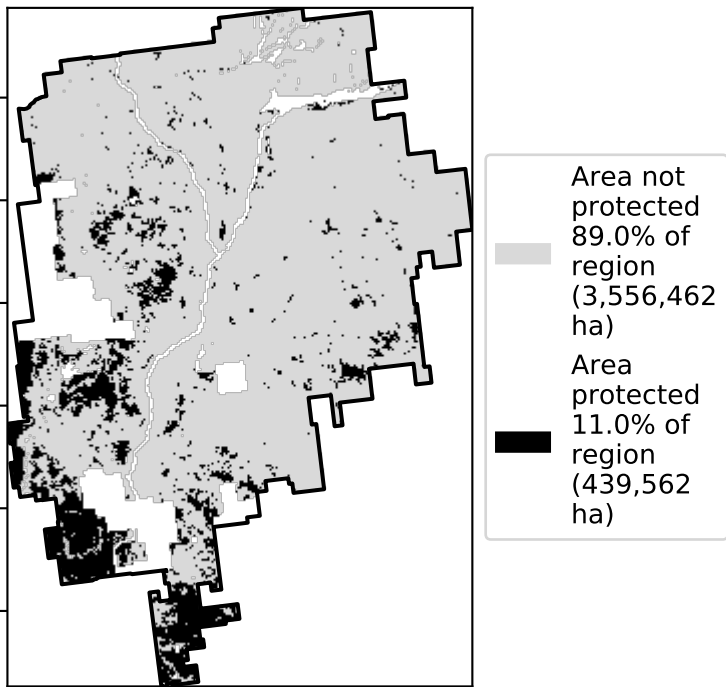 Area not
protected
89.0% of
region
(3,556,462
ha)
Area
protected
11.0% of
region
(439,562
ha)